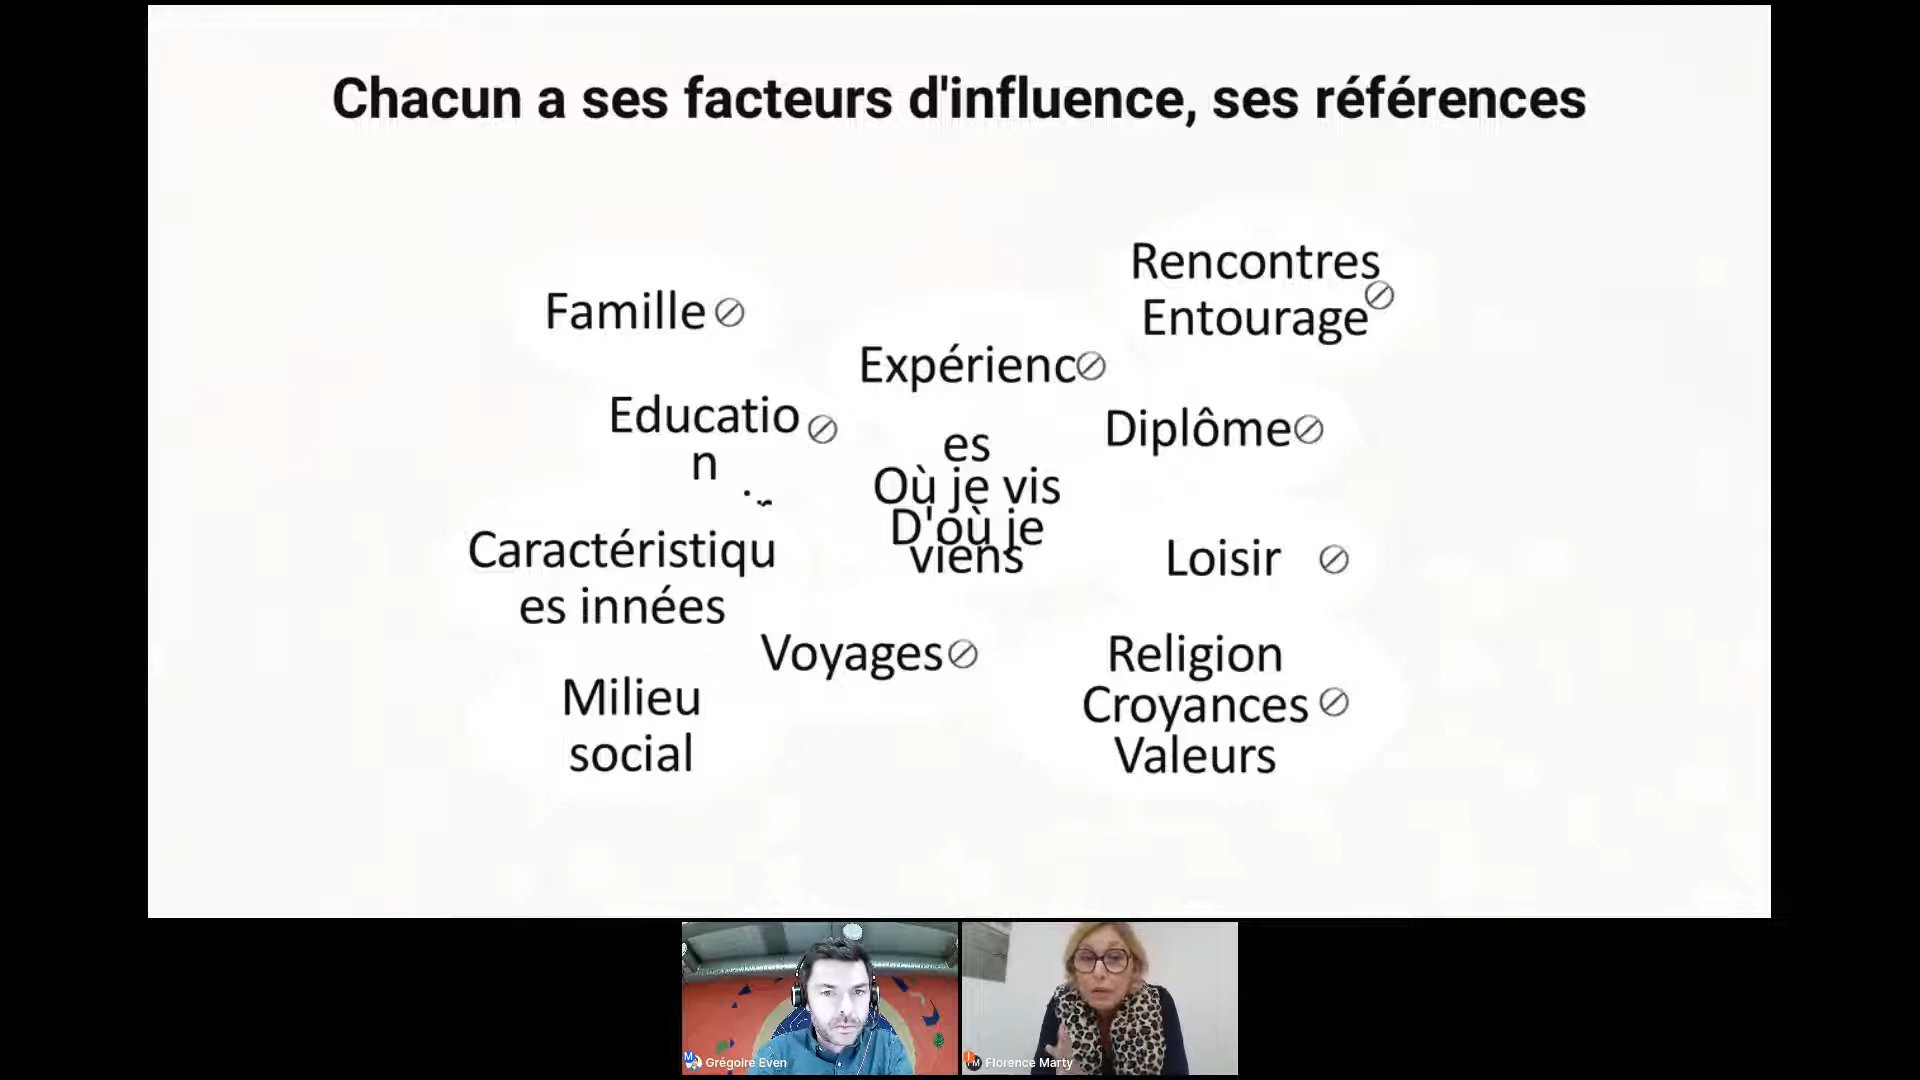 Chacun a ses facteurs d'influence, ses références
Rencontres
Entourage
Famille
Expérienc
es
Educatio
n
Diplôme
Où je vis
D'où je
viens
Caractéristiqu
es innées
Loisir
Voyages
Religion
Croyances
Valeurs
Milieu
social
Grégoire Even
Florence Marty